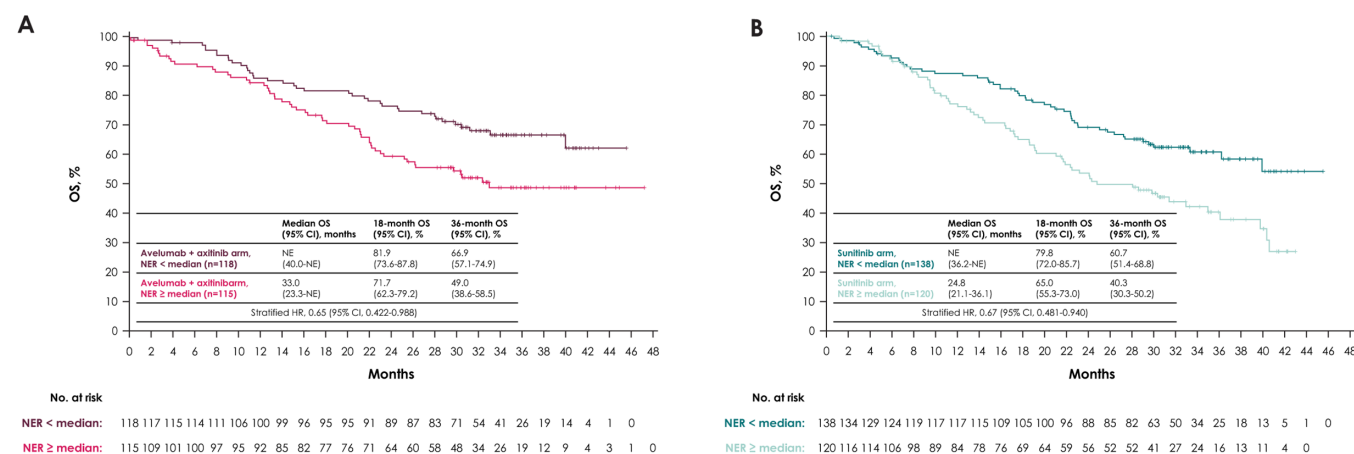 A
OS, %
100
90
80
70
60
50
40
30
20
10
0
Median OS (95% CI), months
18-month OS (95% CI), %
36-month OS (95% CI), %
Avelumab + axitinib arm, NE 81.9 66.9
NER < median (n=118) (40.0-NE) (73.6-87.8) (57.1-74.9)
Avelumab + axitinibarm, 33.0 71.7 49.0
NER ≥ median (n=115) (23.3-NE) (62.3-79.2) (38.6-58.5)
Stratified HR, 0.65 (95% CI, 0.422-0.988)
0 2 4 6 8 10 12 14 16 18 20 22 24 26 28 30 32 34 36 38 40 42 44 46 48
Months
No. at risk
NER < median: 118 117 115 114 111 106 100 99 96 95 95 91 89 87 83 71 54 41 26 19 14 4 1 0
NER ≥ median: 115 109 101 100 97 95 92 85 82 77 76 71 64 60 58 48 34 26 19 12 9 4 3 1 0
B
OS, %
100
90
80
70
60
50
40
30
20
10
0
Median OS (95% CI), months
18-month OS (95% CI), %
36-month OS (95% CI), %
Sunitinib arm, NE 79.8 60.7
NER < median (n=138) (36.2-NE) (72.0-85.7) (51.4-68.8)
Sunitinib arm, 24.8 65.0 40.3
NER ≥ median (n=120) (21.1-36.1) (55.3-73.0) (30.3-50.2)
Stratified HR, 0.67 (95% CI, 0.481-0.940)
0 2 4 6 8 10 12 14 16 18 20 22 24 26 28 30 32 34 36 38 40 42 44 46 48
Months
No. at risk
NER < median: 138 134 129 124 119 117 117 115 109 105 100 96 88 85 82 63 50 34 25 18 13 5 1 0
NER ≥ median: 120 116 114 106 98 89 84 78 76 69 64 59 56 52 52 41 27 24 16 13 11 4 0